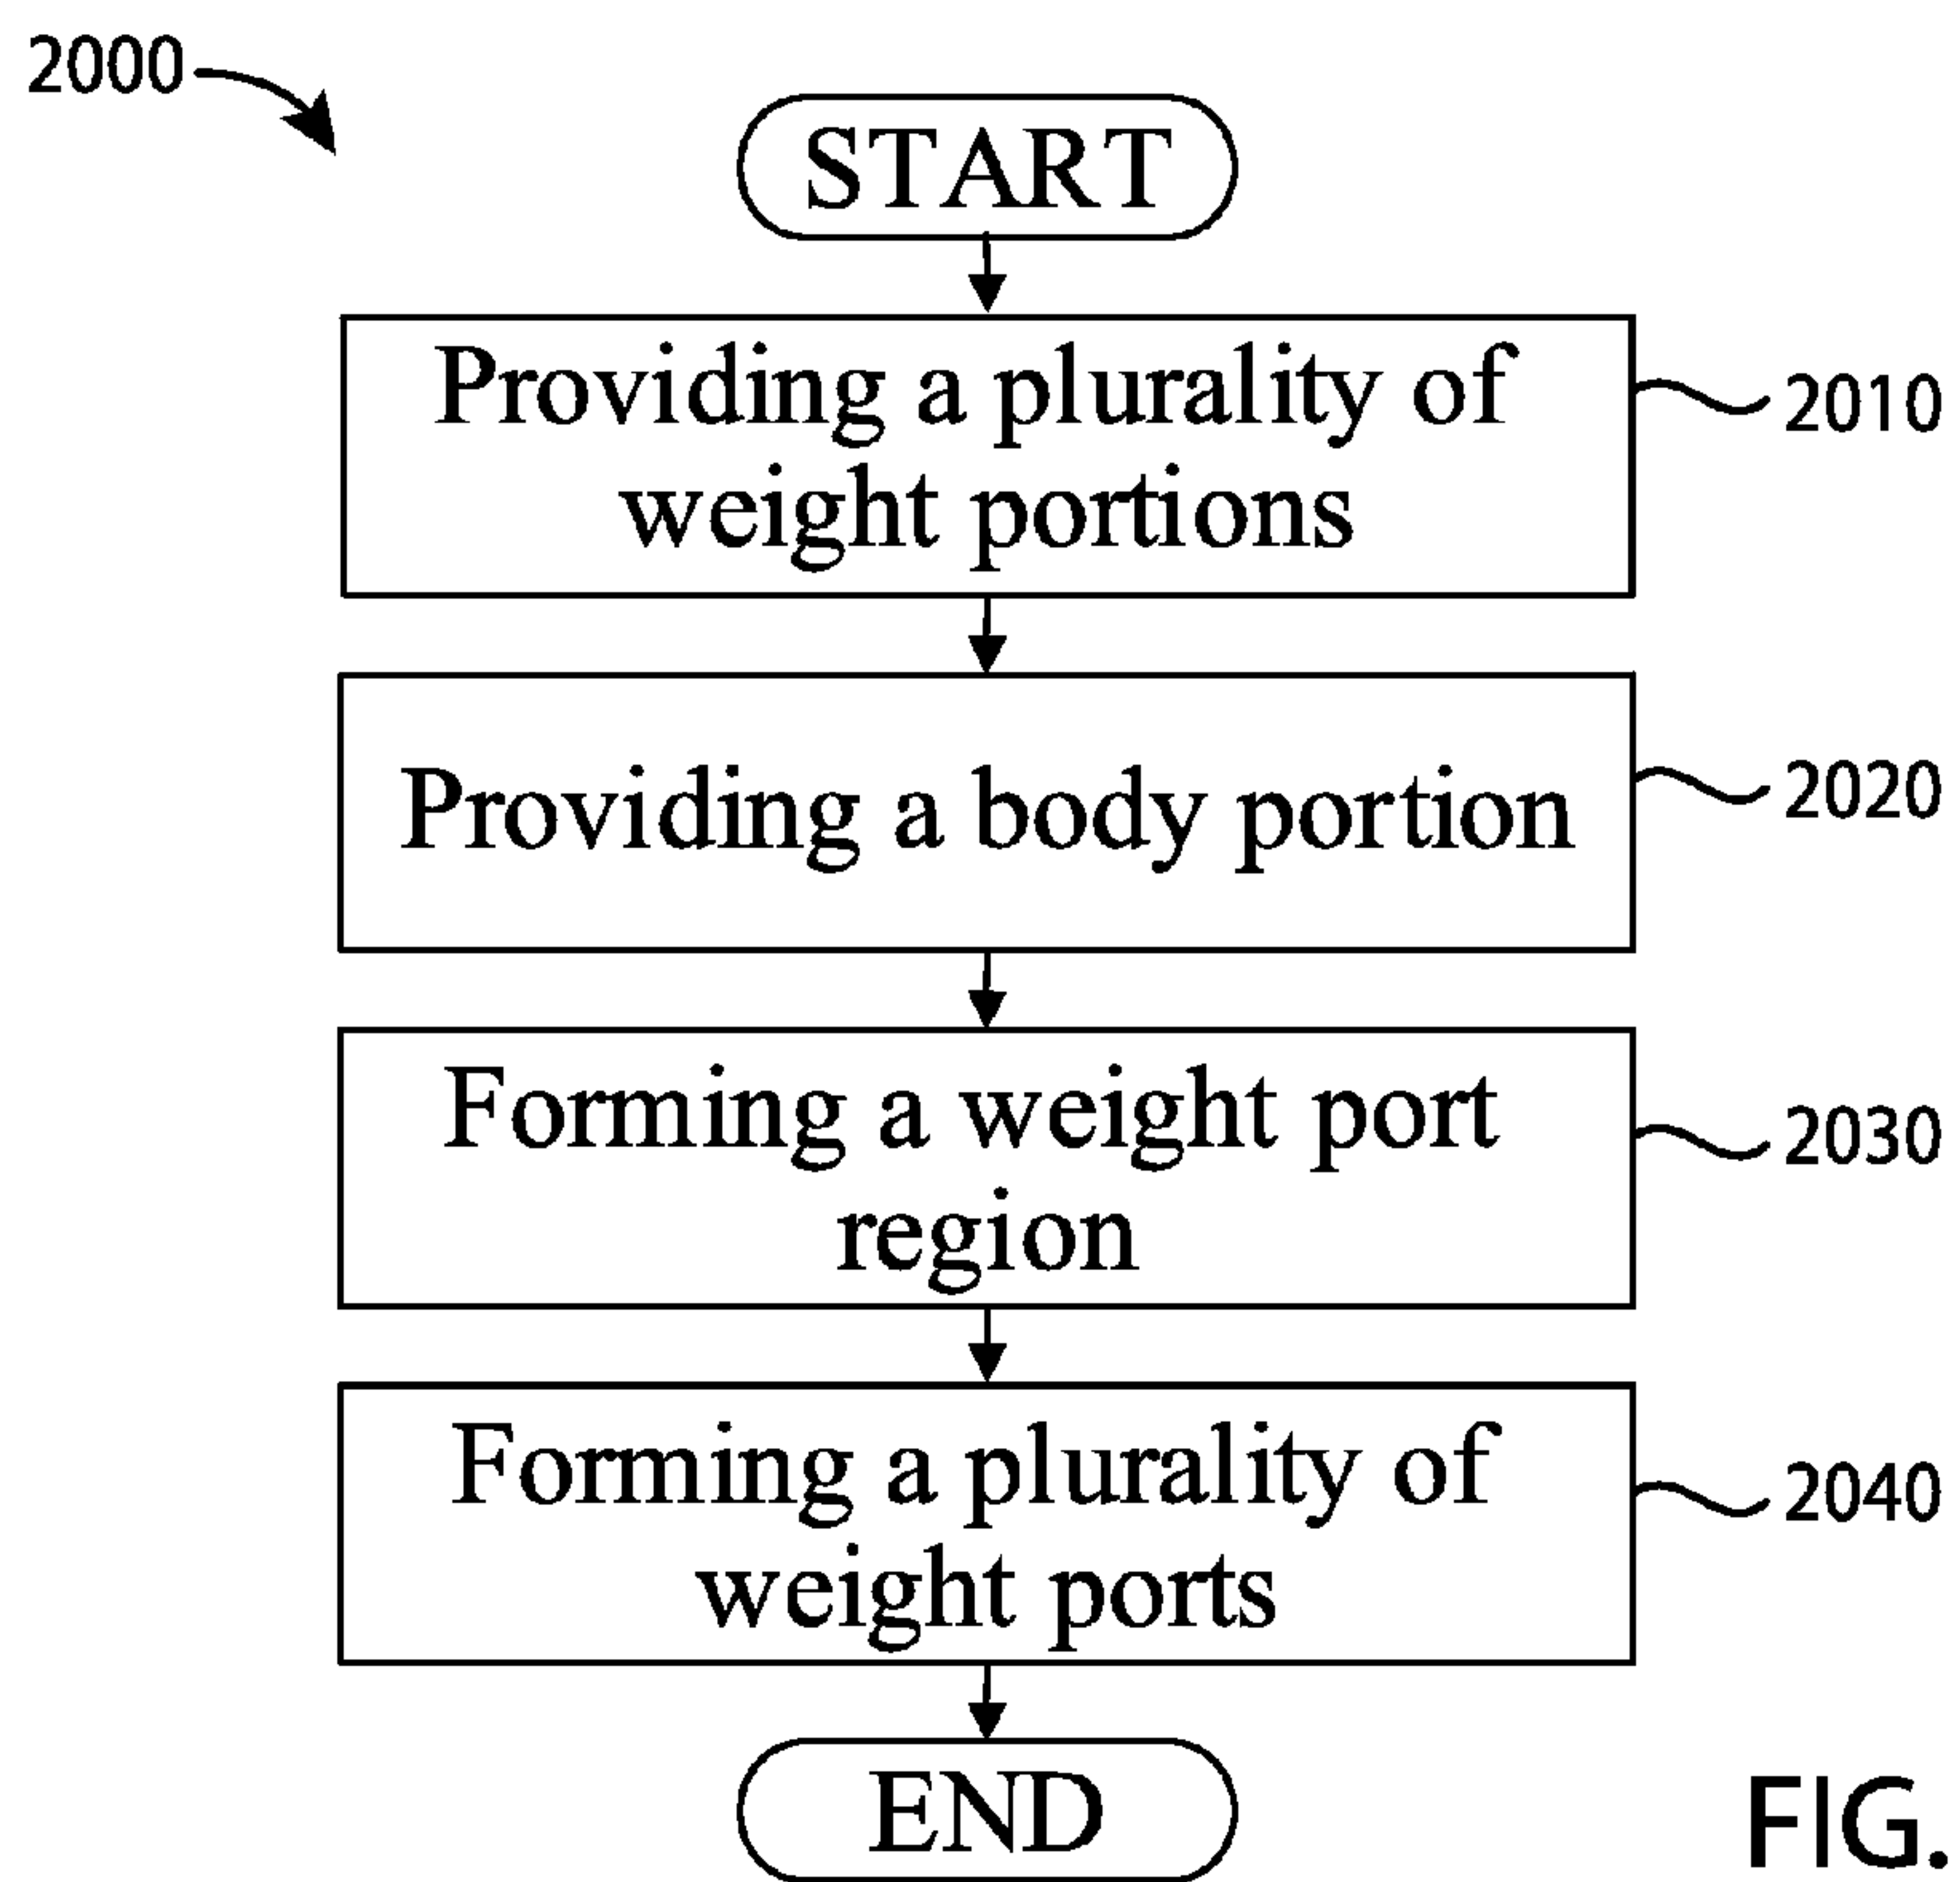 2000
START
Providing a plurality of
weight portions
2010
Providing a body portion
2020
Forming a weight port
region
2030
Forming a plurality of
weight ports
2040
END
FIG.